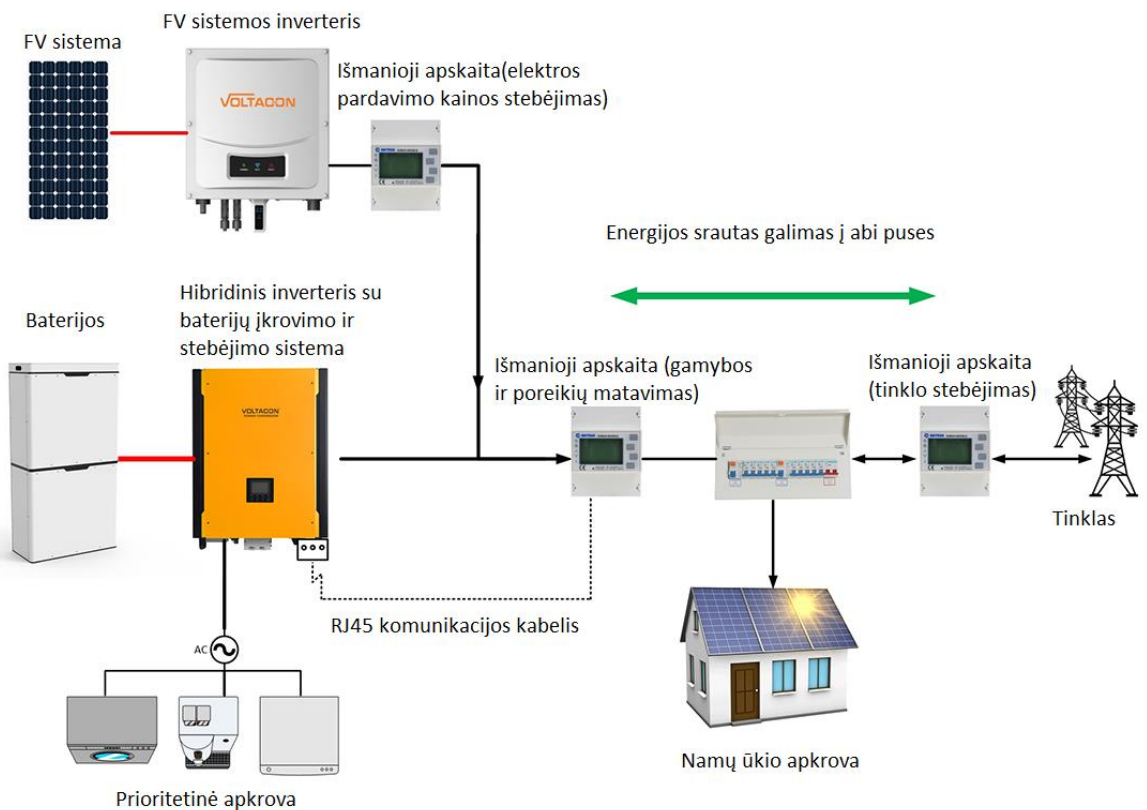 FV sistemos inverteris
FV sistema
VOLTACON
Išmanioji apskaita(elektros
pardavimo kainos stebėjimas)
Energijos srautas galimas į abi puses
Baterijos
Hibridinis inverteris su
baterijų įkrovimo ir
stebėjimo sistema
VOLTACON
Išmanioji apskaita (gamybos
ir poreikių matavimas)
Išmanioji apskaita
(tinklo stebėjimas)
Tinklas
RJ45 komunikacijos kabelis
AC
Prioritetinė apkrova
Namų ūkio apkrova